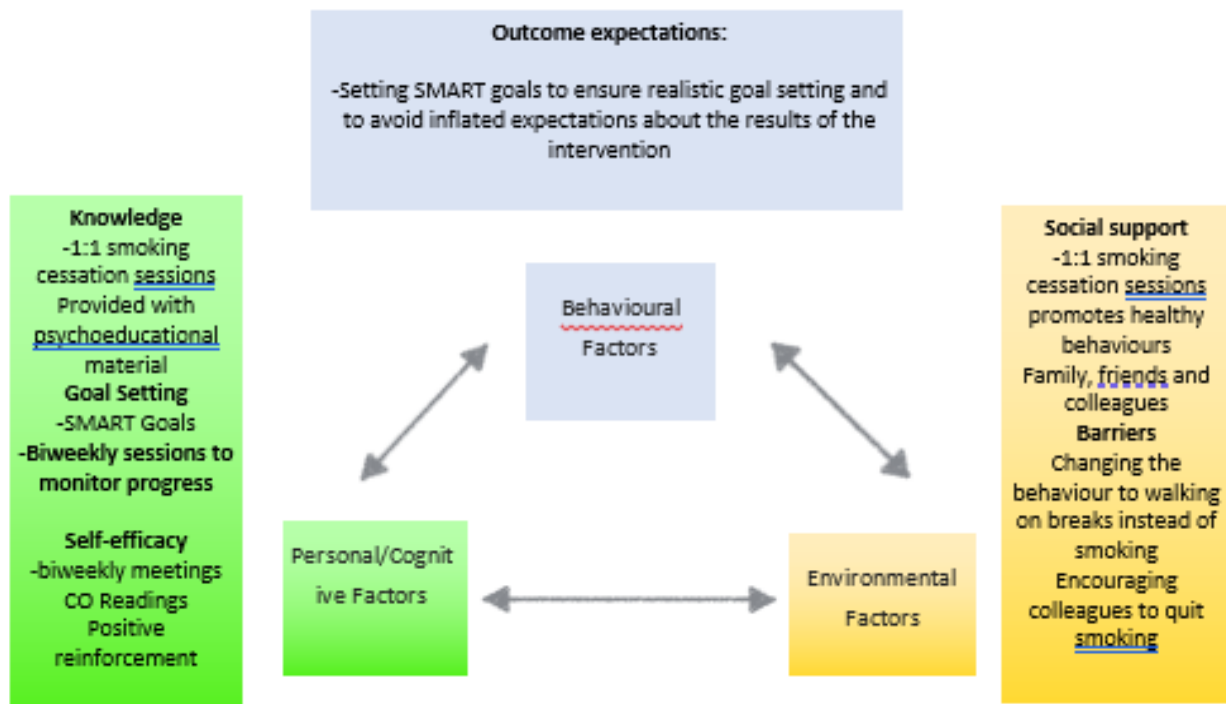 Outcome expectations:
-Setting SMART goals to ensure realistic goal setting and
to avoid inflated expectations about the results of the
intervention
Knowledge
-1:1 smoking
cessation sessions
Provided with
psychoeducational
material
Goal Setting
-SMART Goals
-Biweekly sessions to
monitor progress
Self-efficacy
-biweekly meetings
CO Readings
Positive
reinforcement
Behavioural
Factors
Personal/Cognit
ive Factors
Environmental
Factors
Social support
-1:1 smoking
cessation sessions
promotes healthy
behaviours
Family, friends and
colleagues
Barriers
Changing the
behaviour to walking
on breaks instead of
smoking
Encouraging
colleagues to quit
smoking